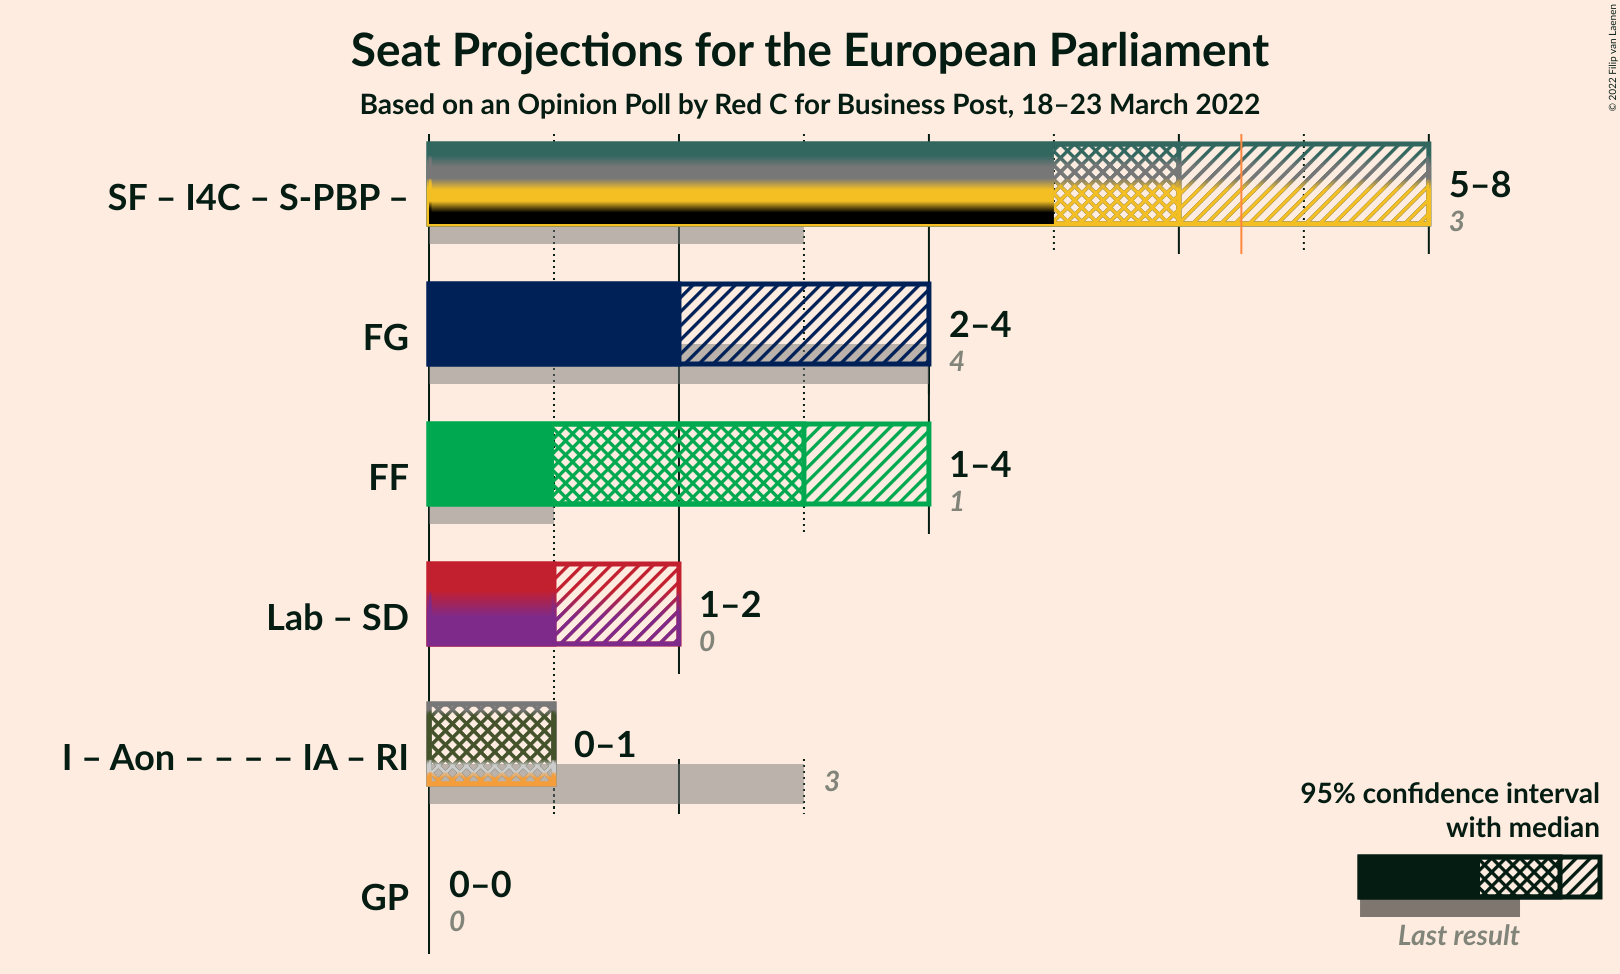 Seat Projections for the European Parliament
Based on an Opinion Poll by Red C for Business Post, 18–23 March 2022
© 2022 Filip van Laenen
SF – I4C – S-PBP –
5–8
3
FG
2–4
4
FF
1–4
1
Lab – SD
1–2
0
I – Aon – – – – IA – RI
0–1
3
GP
0–0
0
95% confidence interval
with median
Last result